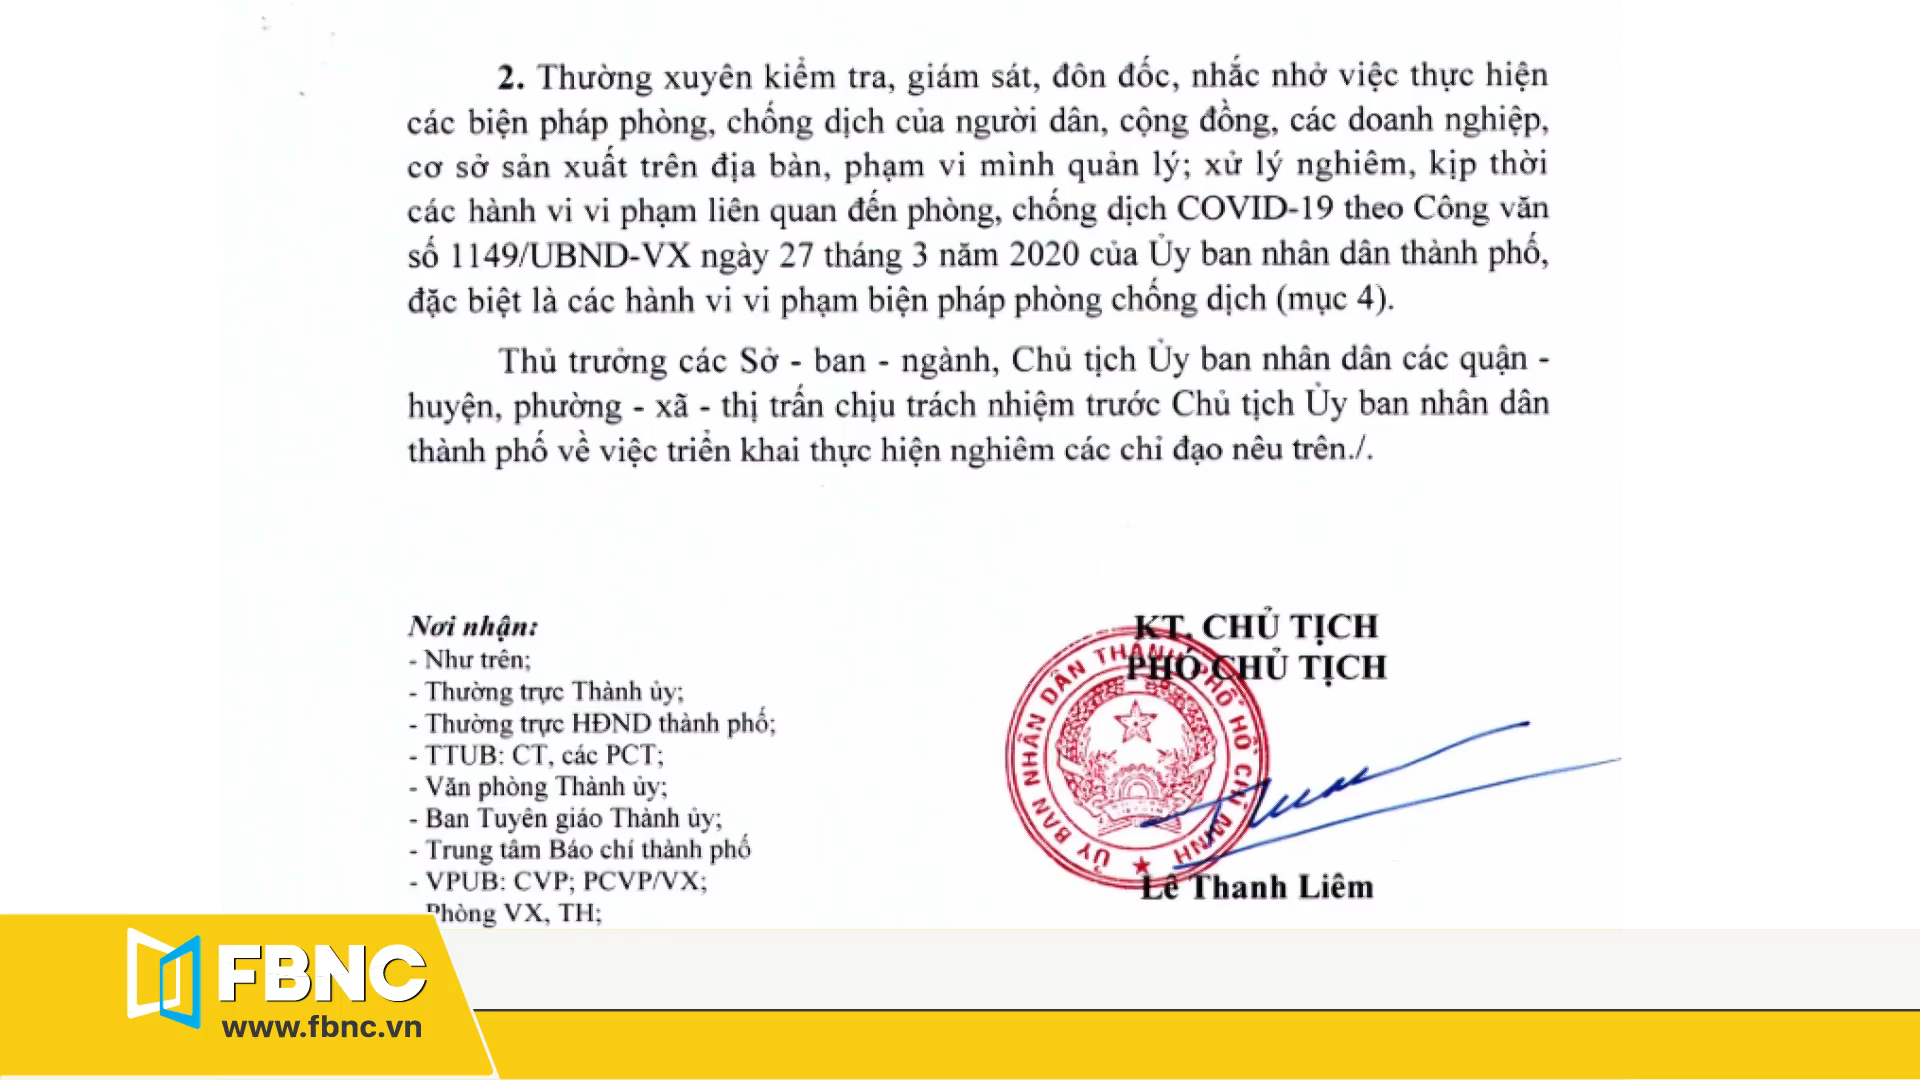 2. Thường xuyên kiểm tra, giám sát, đôn đốc, nhắc nhở việc thực hiện
các biện pháp phòng, chống dịch của người dân, cộng đồng, các doanh nghiệp,
cơ sở sản xuất trên địa bàn, phạm vi mình quản lý; xử lý nghiêm, kịp thời
các hành vi vi phạm liên quan đến phòng, chống dịch COVID-19 theo Công văn
số 1149/UBND-VX ngày 27 tháng 3 năm 2020 của Ủy ban nhân dân thành phố,
đặc biệt là các hành vi vi phạm biện pháp phòng chống dịch (mục 4).
Thủ trưởng các Sở - ban - ngành, Chủ tịch Ủy ban nhân dân các quận -
huyện, phường - xã - thị trấn chịu trách nhiệm trước Chủ tịch Ủy ban nhân dân
thành phố về việc triển khai thực hiện nghiêm các chỉ đạo nêu trên./.
Nơi nhận:
- Như trên;
- Thường trực Thành ủy;
- Thường trực HĐND thành phố;
- TTUB: CT, các PCT;
- Văn phòng Thành ủy;
- Ban Tuyên giáo Thành ủy;
- Trung tâm Báo chí thành phố
- VPUB: CVP; PCVP/VX;
Phòng VX, TH;
KT. CHỦ TỊCH
PHÓ CHỦ TỊCH
ỦY BAN NHÂN DÂN THÀNH PHỐ HỒ CHÍ MINH
Lê Thanh Liêm
FBNC
www.fbnc.vn